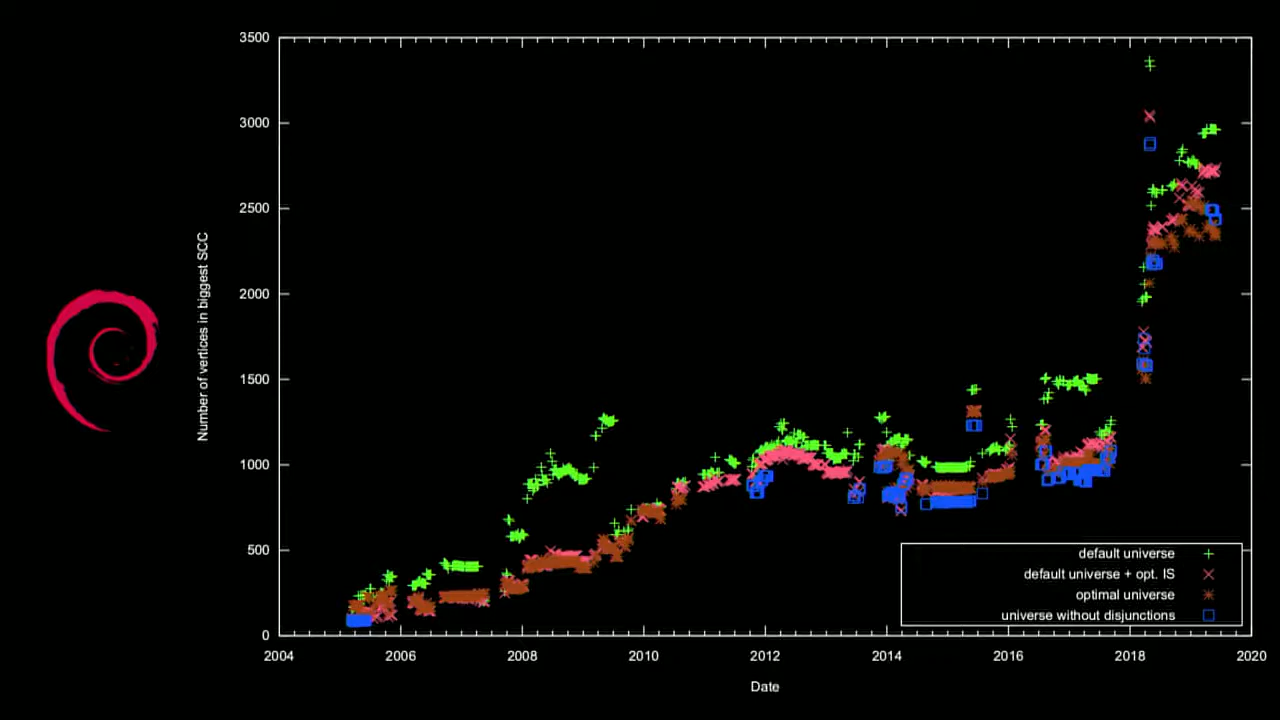 3500
3000
2500
2000
1500
1000
500
0
Number of vertices in biggest SCC
default universe
default universe + opt. IS
optimal universe
universe without disjunctions
2004 2006 2008 2010 2012 2014 2016 2018 2020
Date